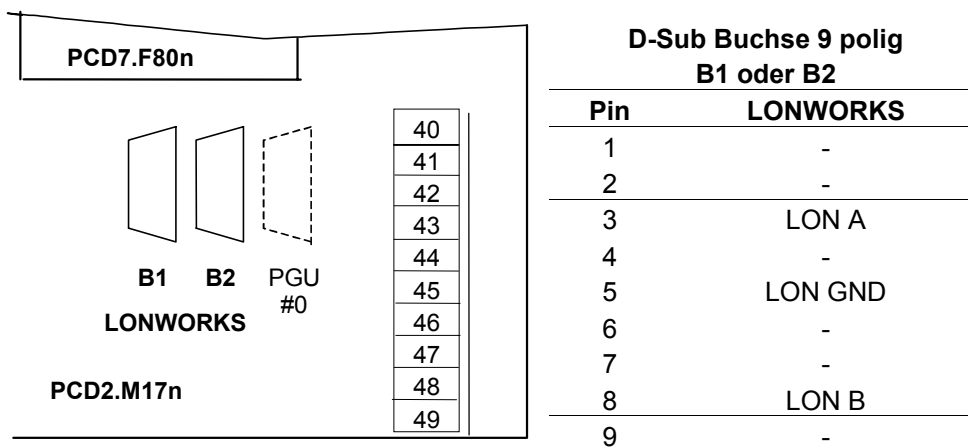 PCD7.F80n
40
41
42
43
44
45
46
47
48
49
B1 B2 PGU
#0
LONWORKS
PCD2.M17n
D-Sub Buchse 9 polig
B1 oder B2
Pin LONWORKS
1 -
2 -
3 LON A
4 -
5 LON GND
6 -
7 -
8 LON B
9 -